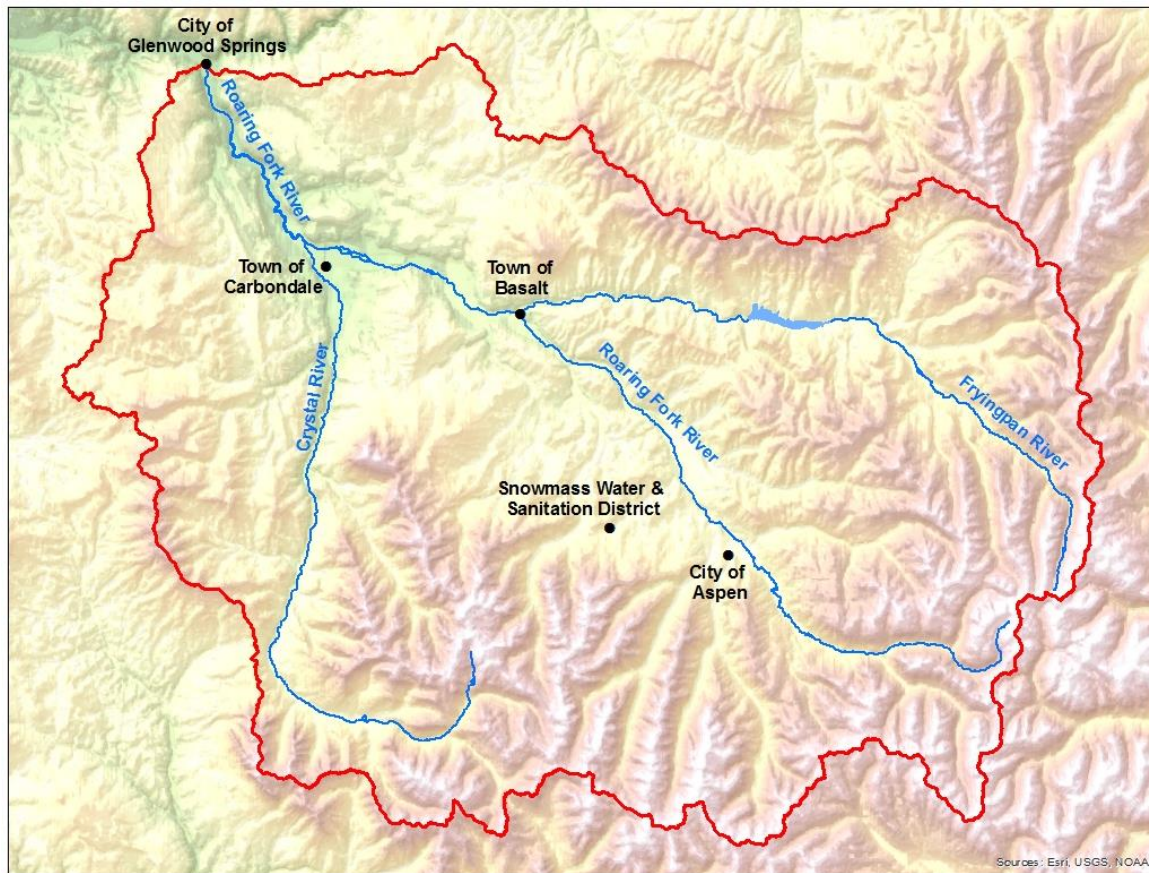 City of
Glenwood Springs
Roaring Fork River
Town of
Carbondale
Town of
Basalt
Crystal River
Roaring Fork River
Fryingpan River
Snowmass Water &
Sanitation District
City of
Aspen
Sources: Esri, USGS, NOAA